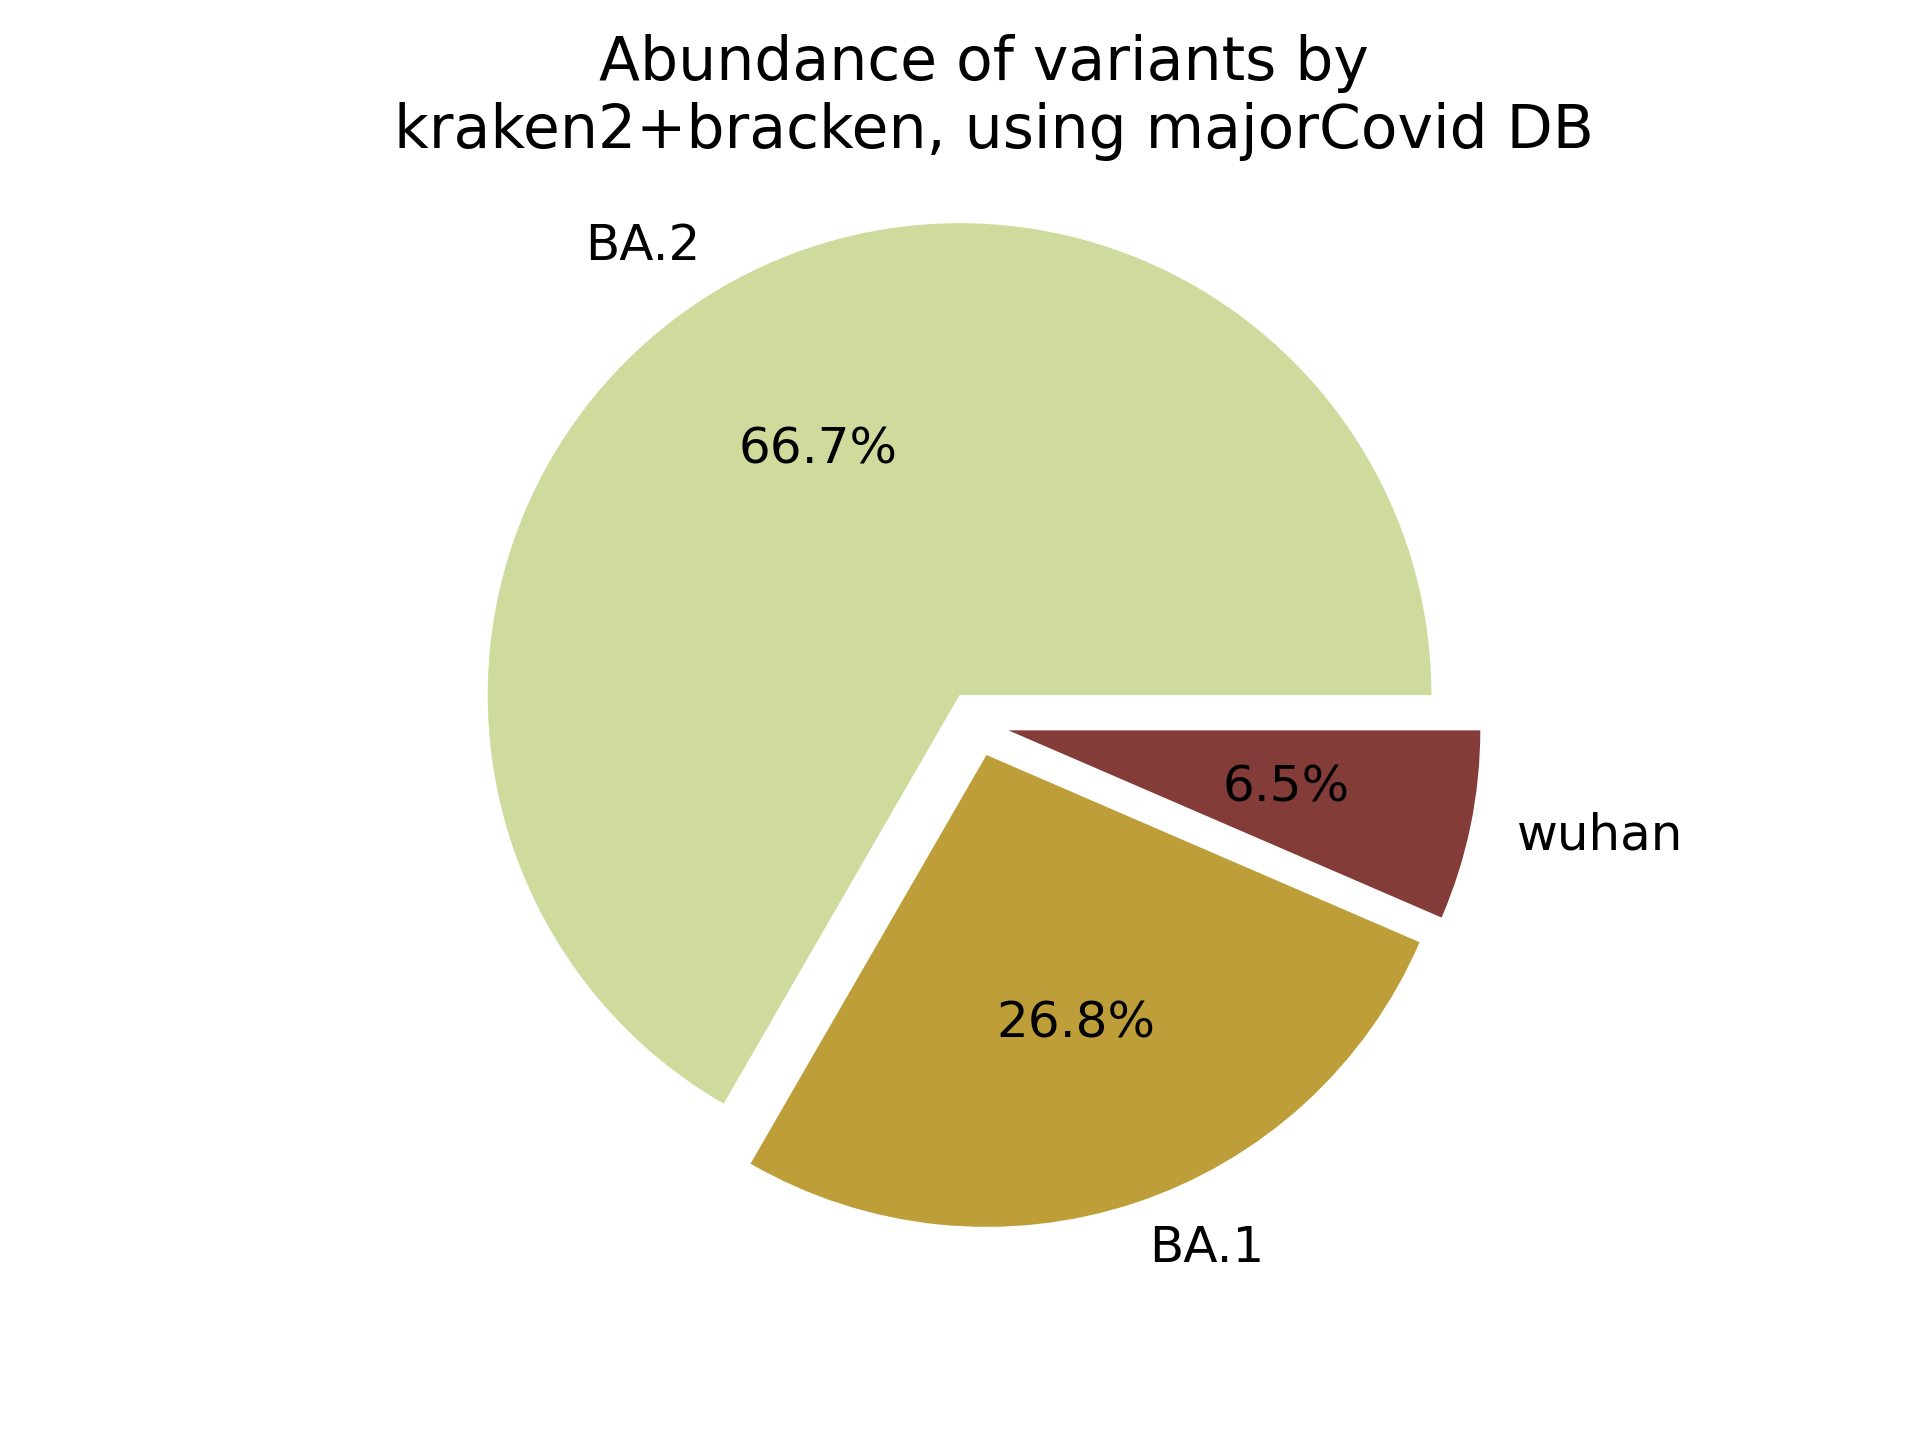 Abundance of variants by
kraken2+bracken, using majorCovid DB
BA.2
66.7%
6.5%
wuhan
26.8%
BA.1